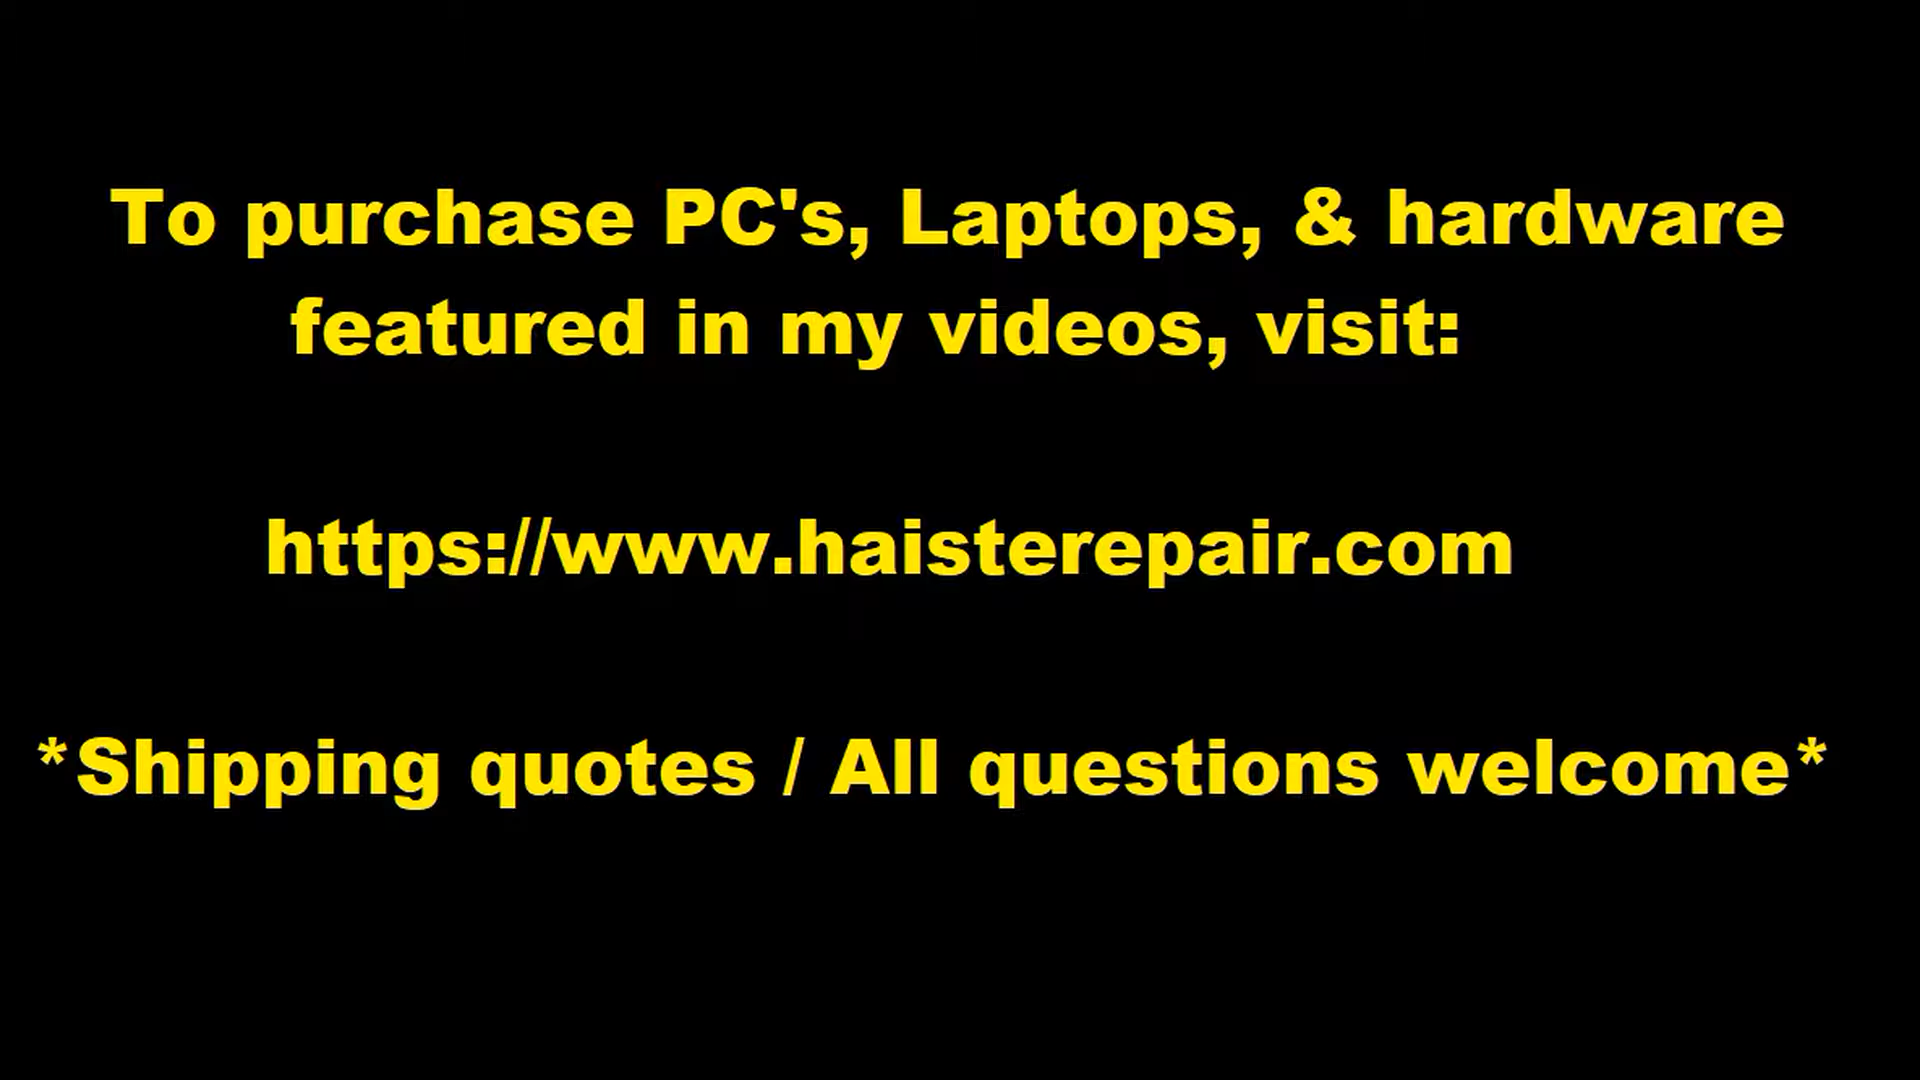 To purchase PC's, Laptops, & hardware
featured in my videos, visit:
https://www.haisterepair.com
*Shipping quotes / All questions welcome*